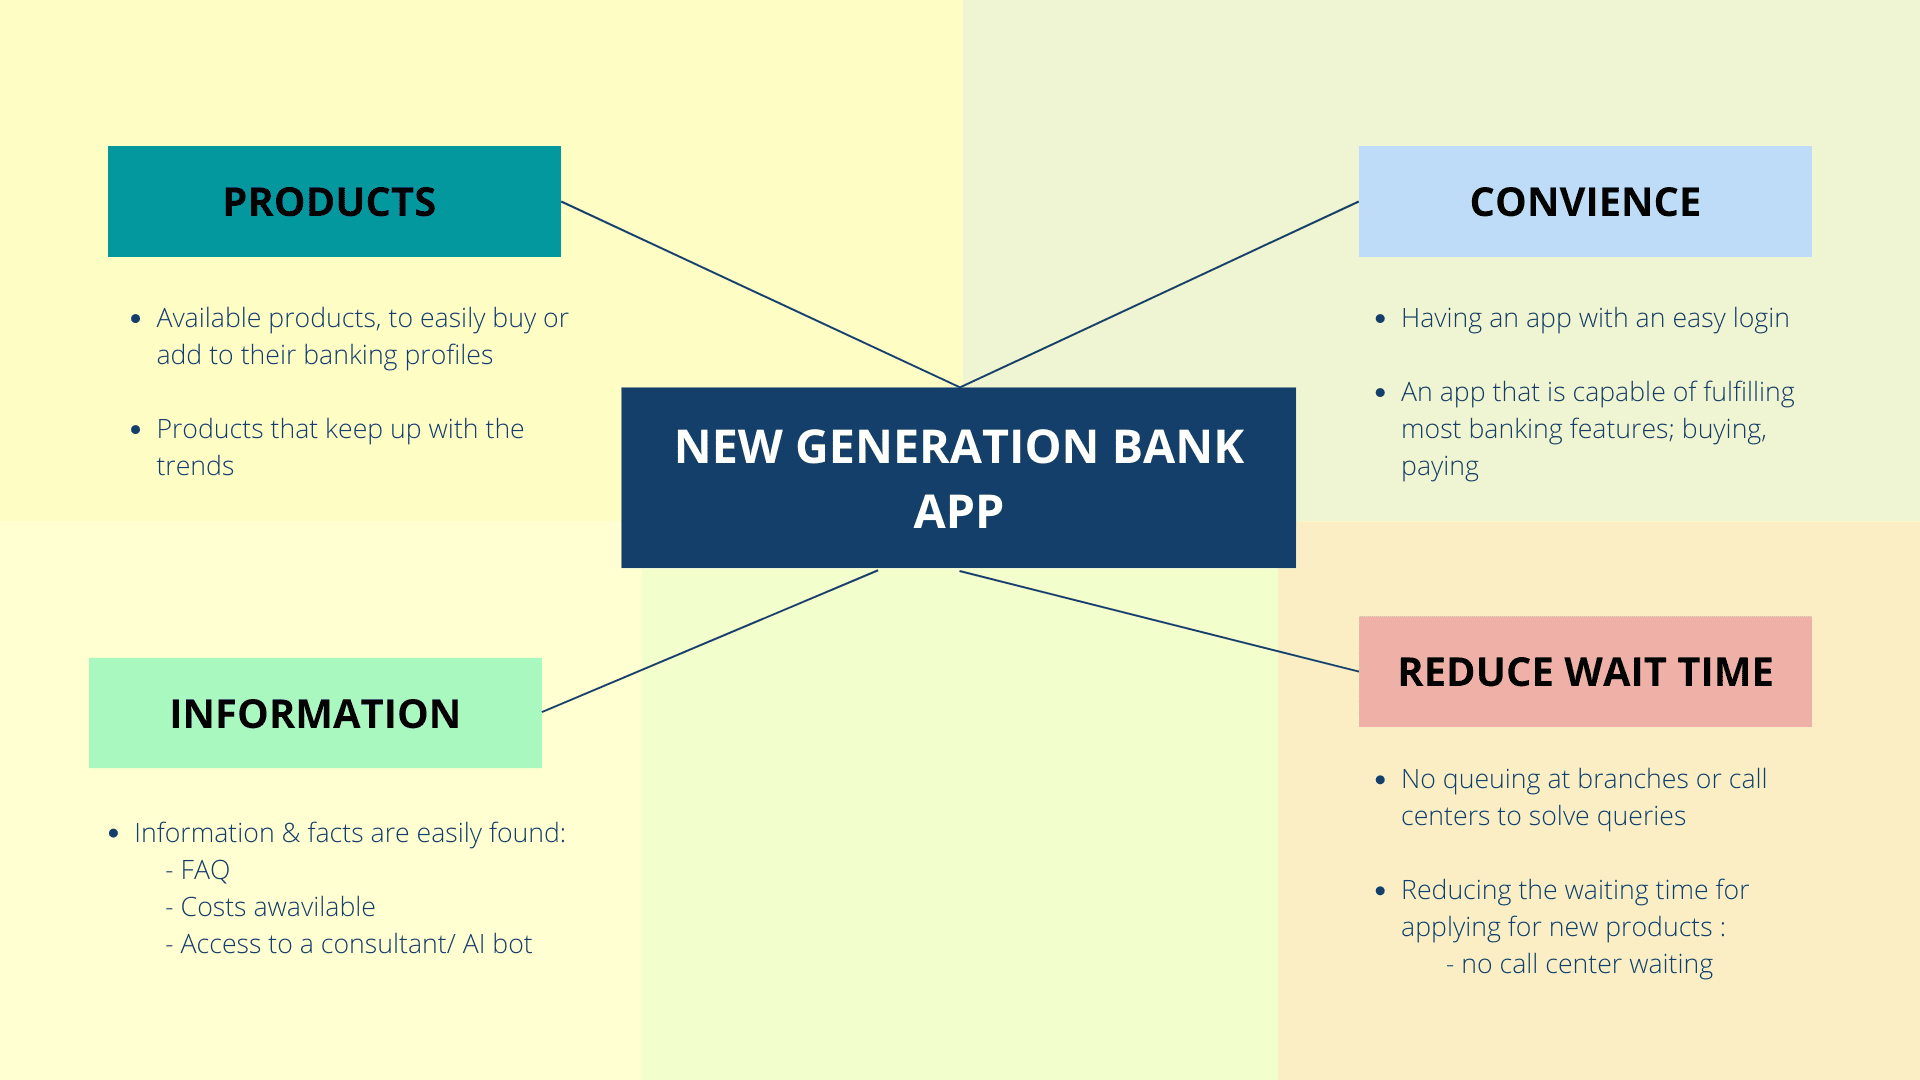 PRODUCTS
• Available products, to easily buy or
add to their banking profiles
• Products that keep up with the
trends
CONVIENCE
• Having an app with an easy login
• An app that is capable of fulfilling
most banking features; buying,
paying
NEW GENERATION BANK
APP
INFORMATION
• Information & facts are easily found:
- FAQ
- Costs awavilable
- Access to a consultant/ AI bot
REDUCE WAIT TIME
• No queuing at branches or call
centers to solve queries
• Reducing the waiting time for
applying for new products :
- no call center waiting